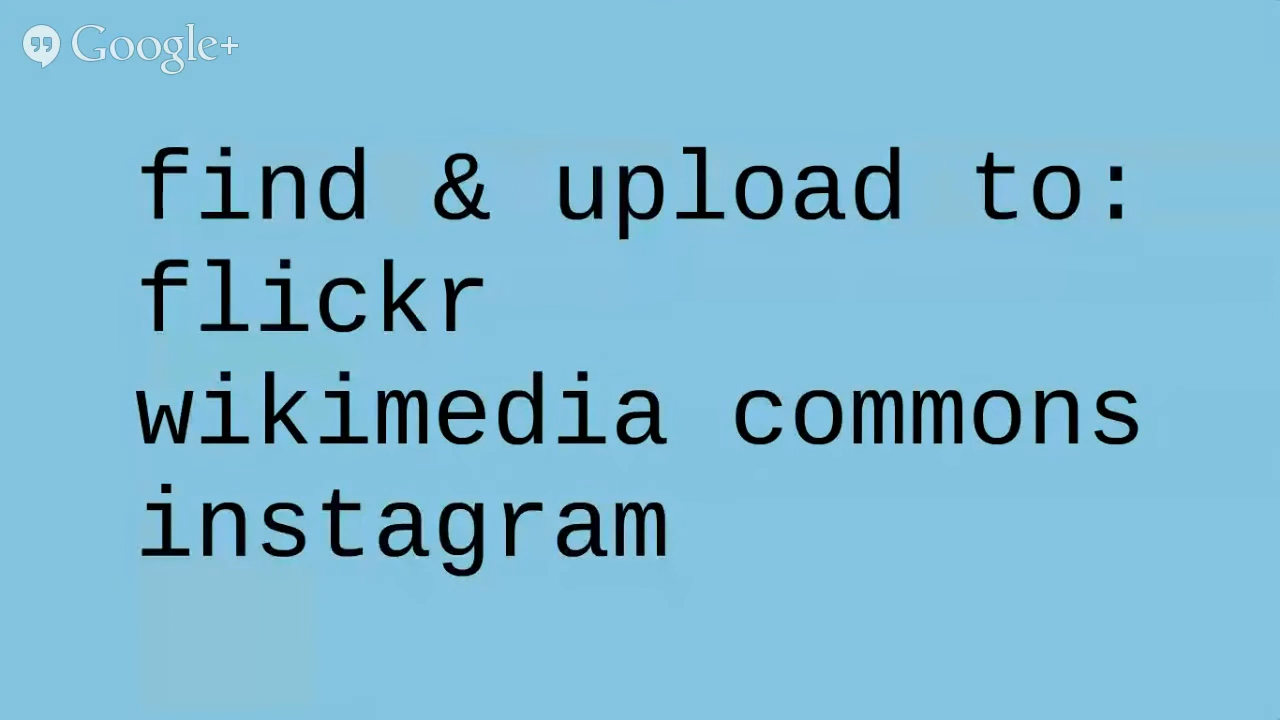 Google+
find & upload to:
flickr
wikimedia commons
instagram